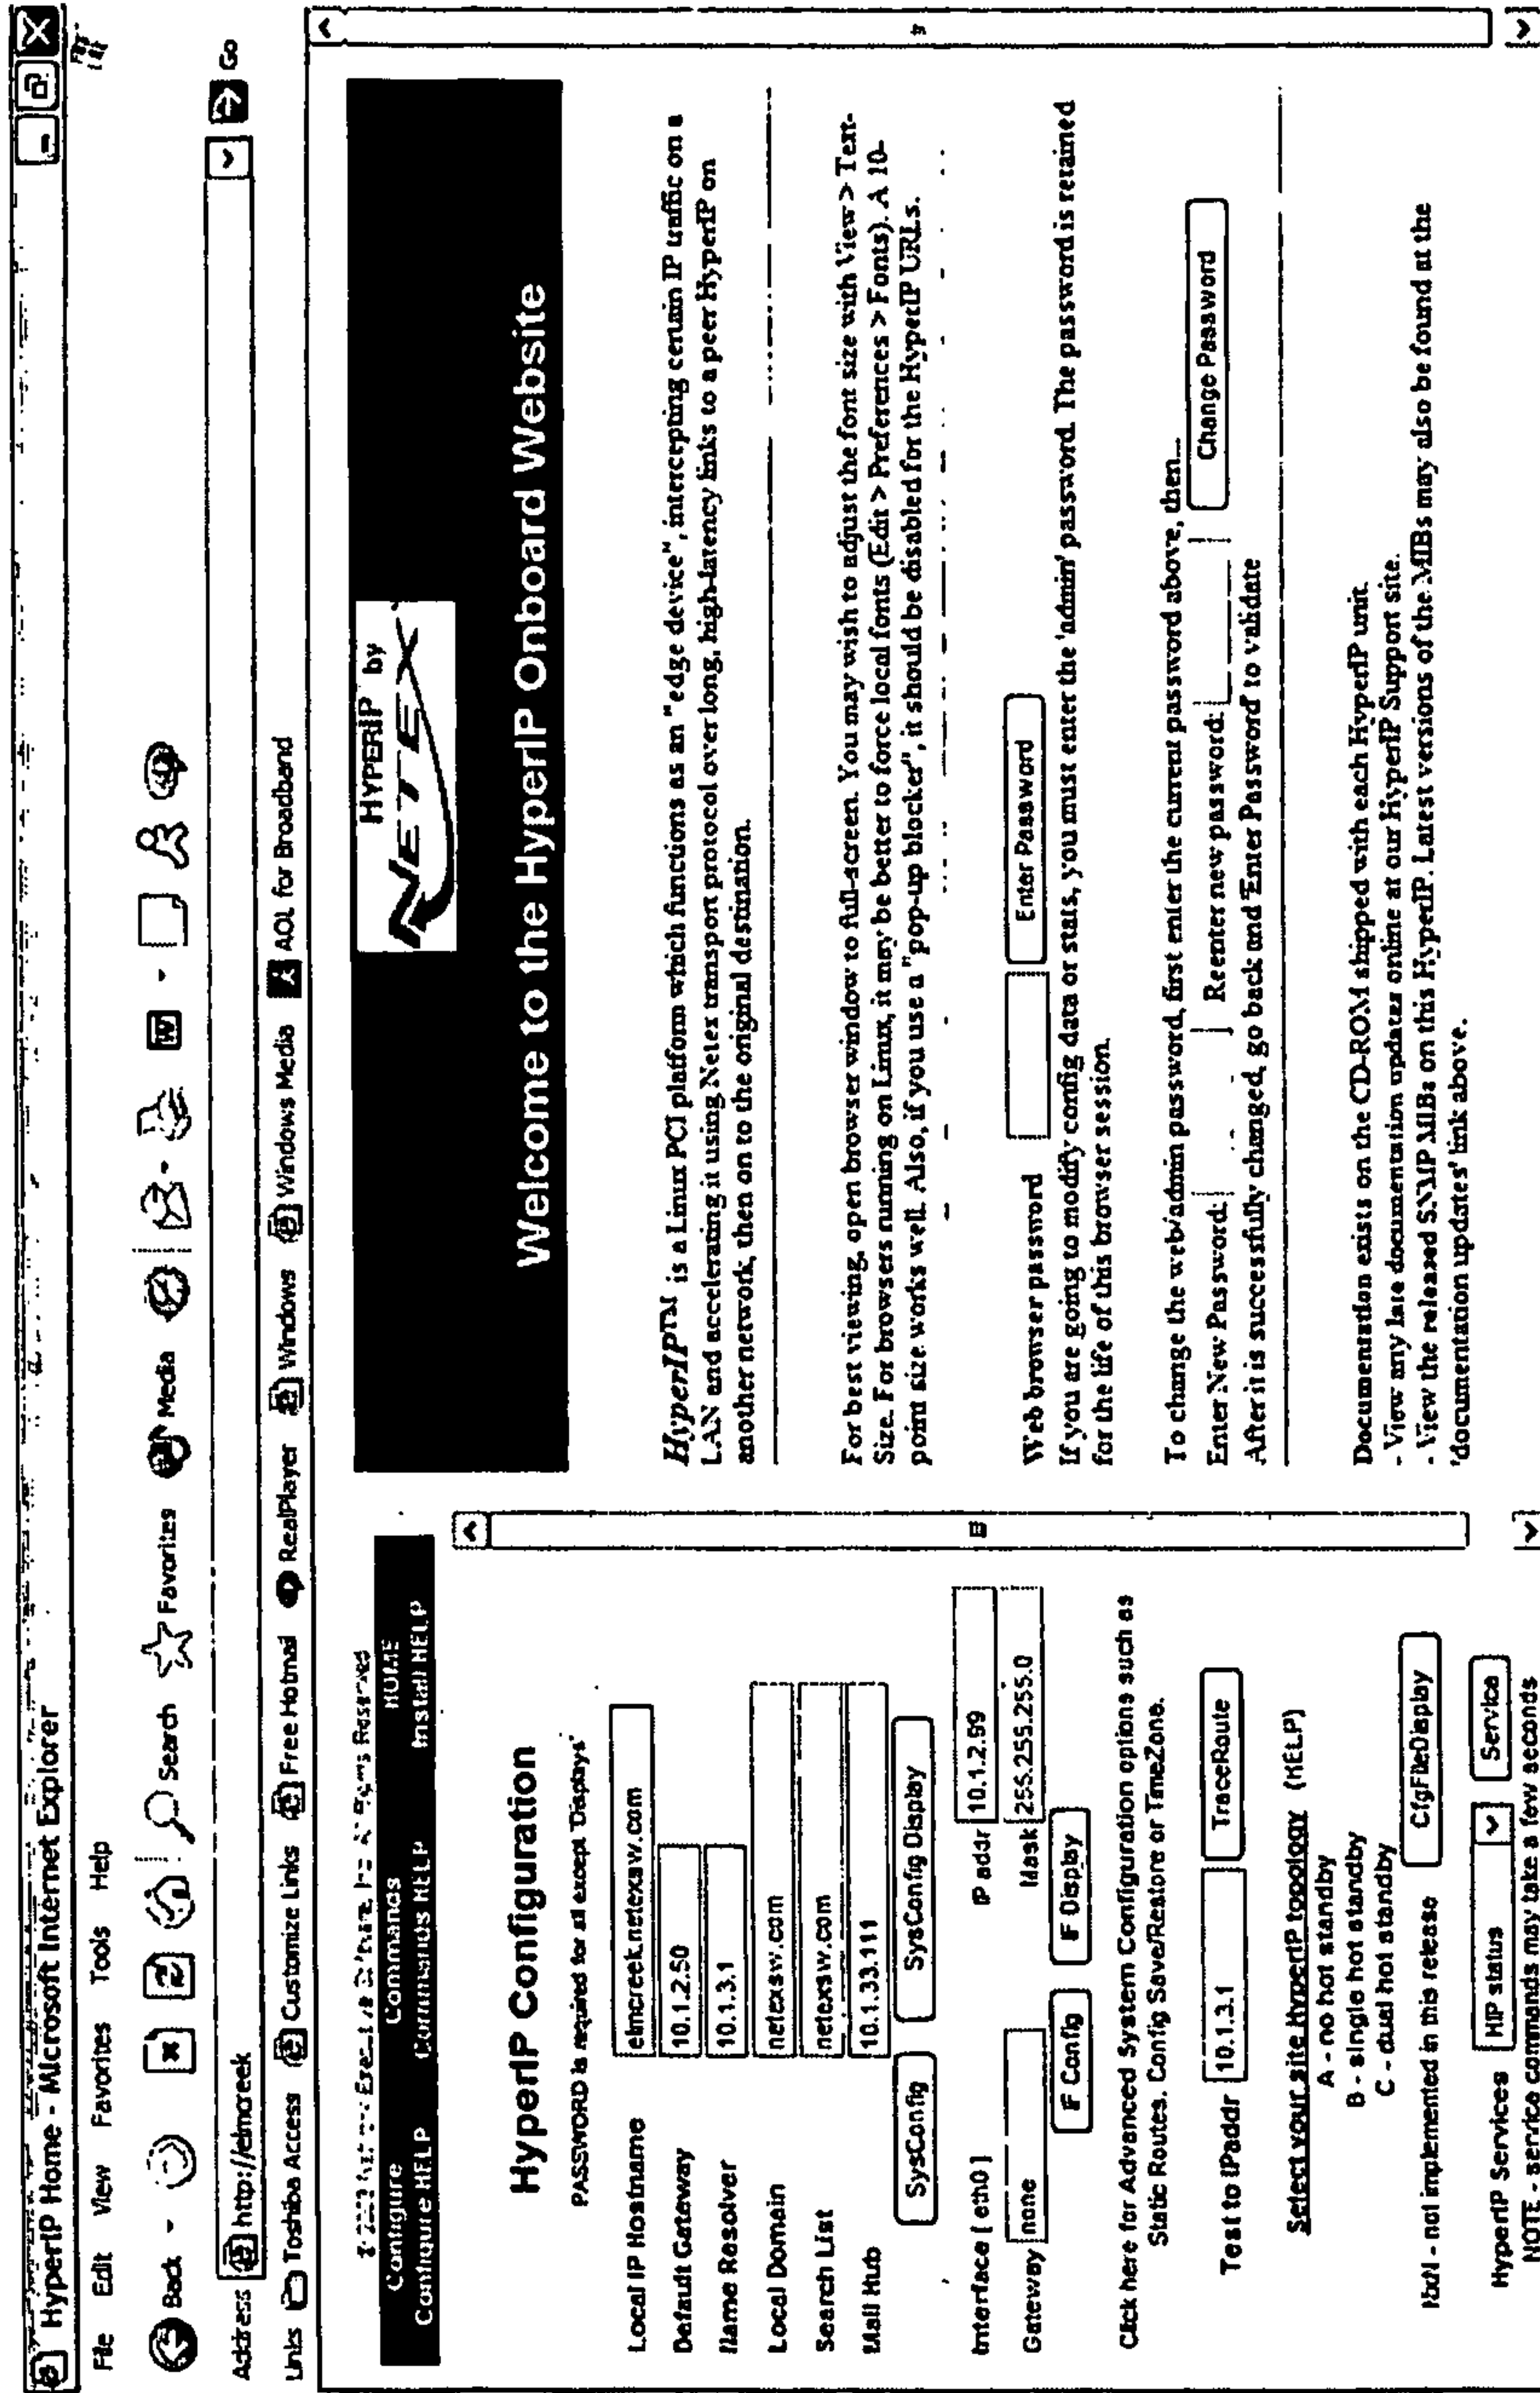 HyperIP Home - Microsoft Internet Explorer
File Edit View Favorites Tools Help
Back Search Favorites Media
Address http://elmcreek Go
Links Toshiba Access Customize Links Free Hotmail RealPlayer Windows Windows Media AOL for Broadband
Configure Commands HOME
Configure HELP Commands HELP Install HELP
HyperIP Configuration
PASSWORD is required for all except 'Displays'
Local IP Hostname elmcreek.netexsw.com
Default Gateway 10.1.2.50
Name Resolver 10.1.3.1
Local Domain netexsw.com
Search List netexsw.com
Mail Hub 10.1.33.111
SysConfig SysConfig Display
Interface [ eth0 ] IP addr 10.1.2.99
Gateway none Mask 255.255.255.0
IF Config IF Display
Click here for Advanced System Configuration options such as
Static Routes. Config Save/Restore or TimeZone.
Test to IPaddr 10.1.3.1 TraceRoute
Select your site HyperIP topology (HELP)
A - no hot standby
B - single hot standby
C - dual hot standby
- not implemented in this release CfgFileDisplay
HyperIP Services HIP status Service
NOTE - service commands may take a few seconds
HYPERIP by
NETEX
Welcome to the HyperIP Onboard Website
HyperIP™ is a Linux PCI platform which functions as an "edge device", intercepting certain IP traffic on a
LAN and accelerating it using Netex transport protocol over long, high-latency links to a peer HyperIP on
another network, then on to the original destination.
For best viewing, open browser window to full-screen. You may wish to adjust the font size with View > Text-
Size. For browsers running on Linux, it may be better to force local fonts (Edit > Preferences > Fonts). A 10-
point size works well. Also, if you use a "pop-up blocker", it should be disabled for the HyperIP URLs.
Web browser password Enter Password
If you are going to modify config data or stats, you must enter the 'admin' password. The password is retained
for the life of this browser session.
To change the web/admin password, first enter the current password above, then...
Enter New Password: Reenter new password: Change Password
After it is successfully changed, go back and 'Enter Password' to validate
Documentation exists on the CD-ROM shipped with each HyperIP unit.
- View any late documentation updates online at our HyperIP Support site.
- View the released SNMP MIBs on this HyperIP. Latest versions of the MIBs may also be found at the
'documentation updates' link above.